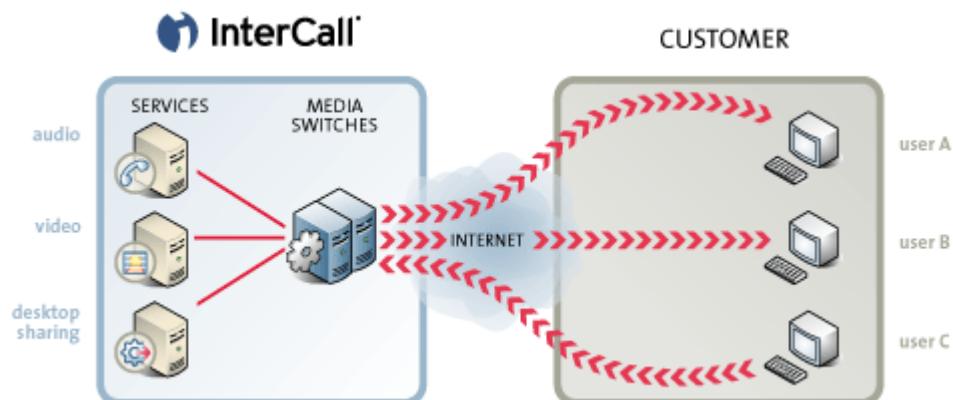 InterCall
CUSTOMER
SERVICES
MEDIA
SWITCHES
audio
video
desktop
sharing
INTERNET
user A
user B
user C